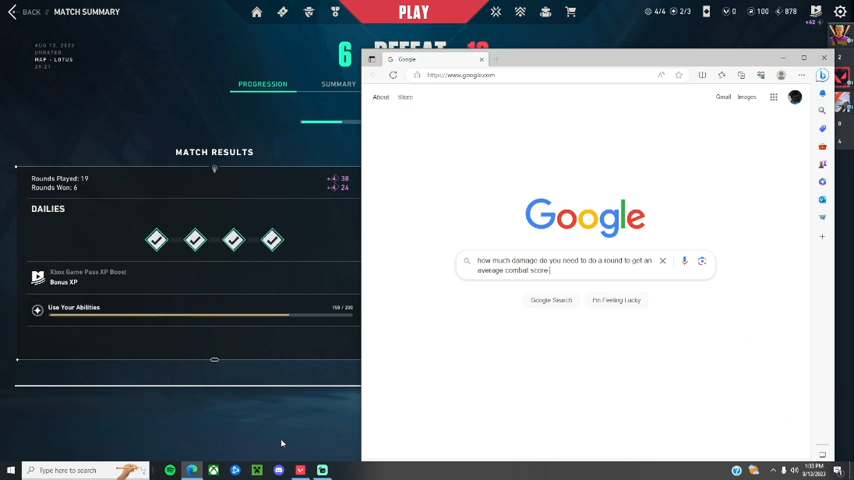 BACK // MATCH SUMMARY
PLAY
4/4
2/3
0
100
878
+62
AUG 13, 2023
UNRATED
MAP - LOTUS
29:21
6 DEFEAT 13
PROGRESSION
SUMMARY
MATCH RESULTS
Rounds Played: 19
+ 38
Rounds Won: 6
+ 24
DAILIES
Xbox Game Pass XP Boost
Bonus XP
Use Your Abilities
/ 200
Google
https://www.google.com
About
Store
Gmail
Images
Google
how much damage do you need to do a round to get an
average combat score
Google Search
I'm Feeling Lucky
Type here to search
1:33 PM
8/13/2023